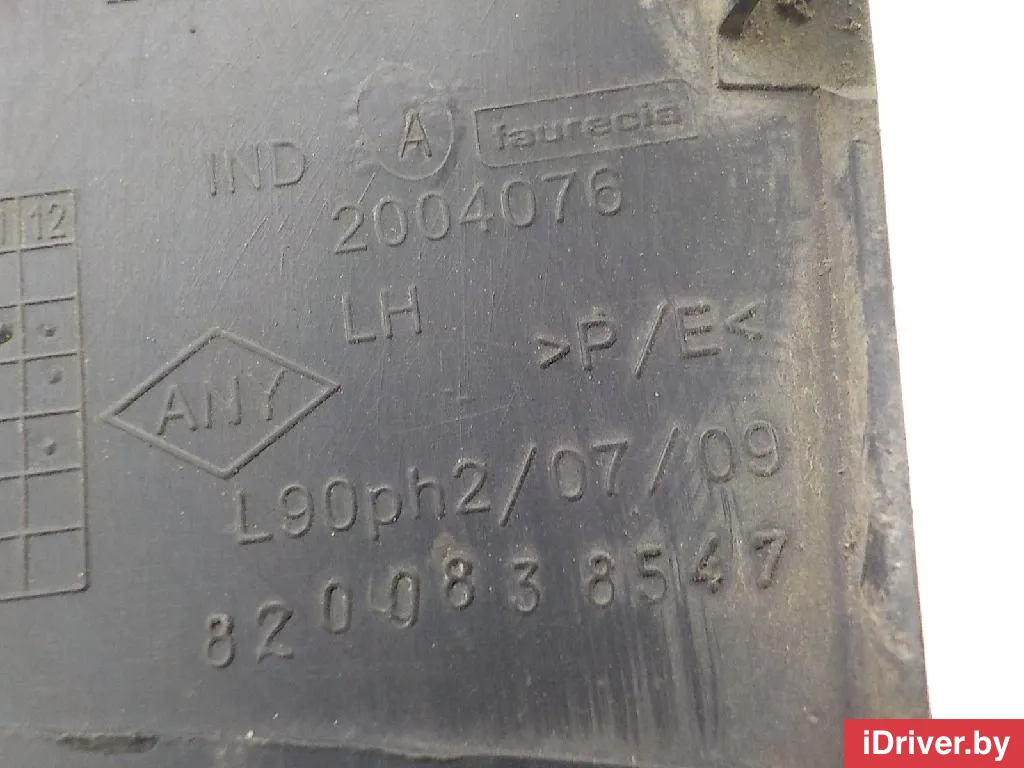 IND A faurecia
2004076
12
LH
>P/E<
ANY
L90ph2/07/09
8200838547
iDriver.by